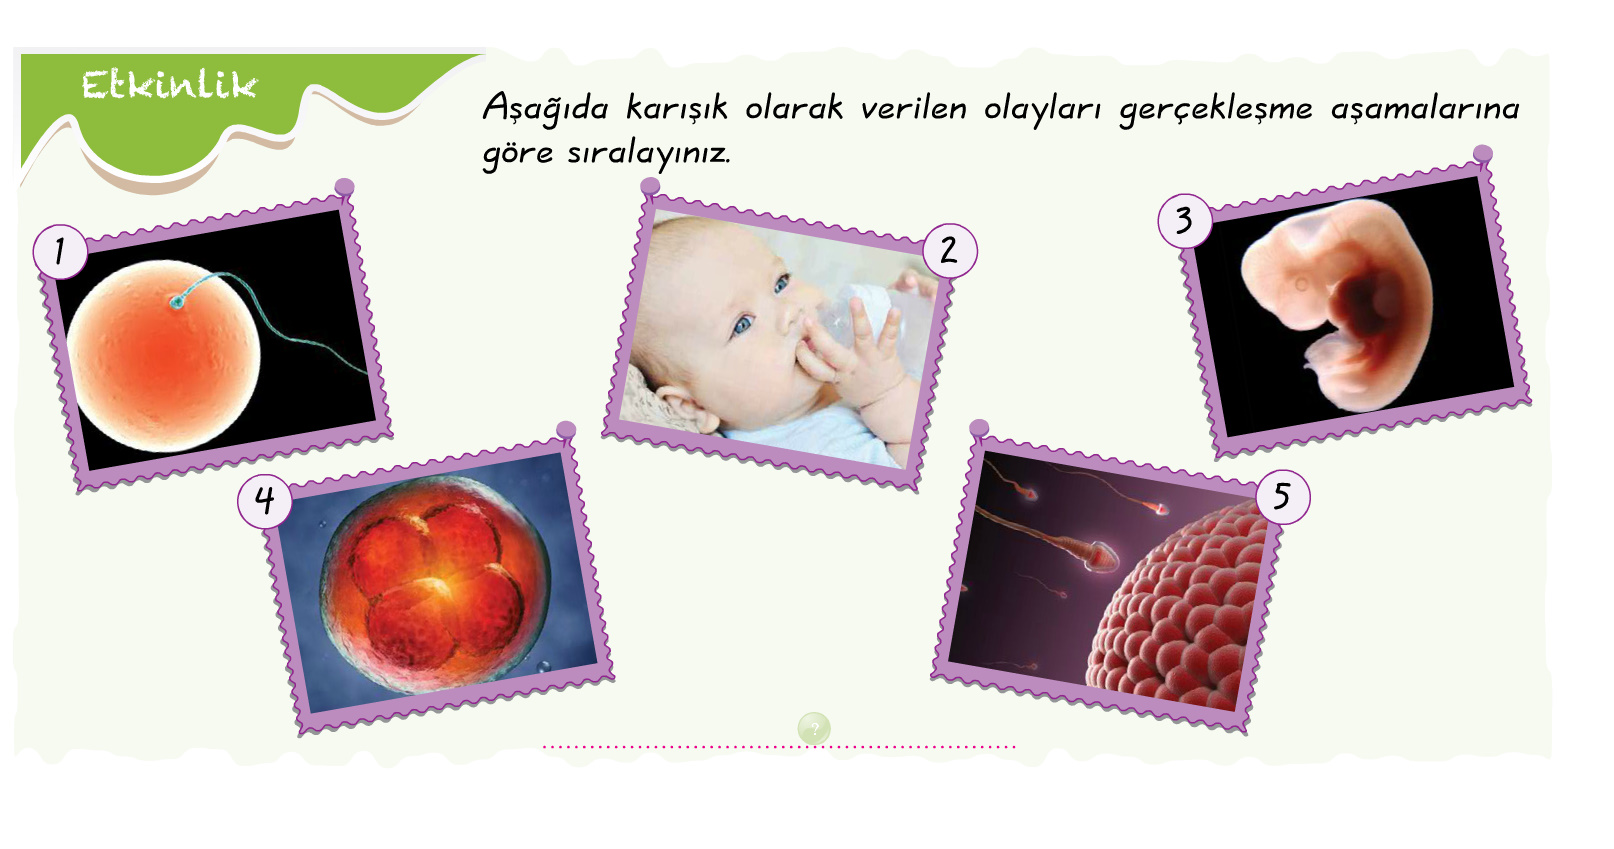 Etkinlik
Aşağıda karışık olarak verilen olayları gerçekleşme aşamalarına
göre sıralayınız.
1
2
3
4
5
?